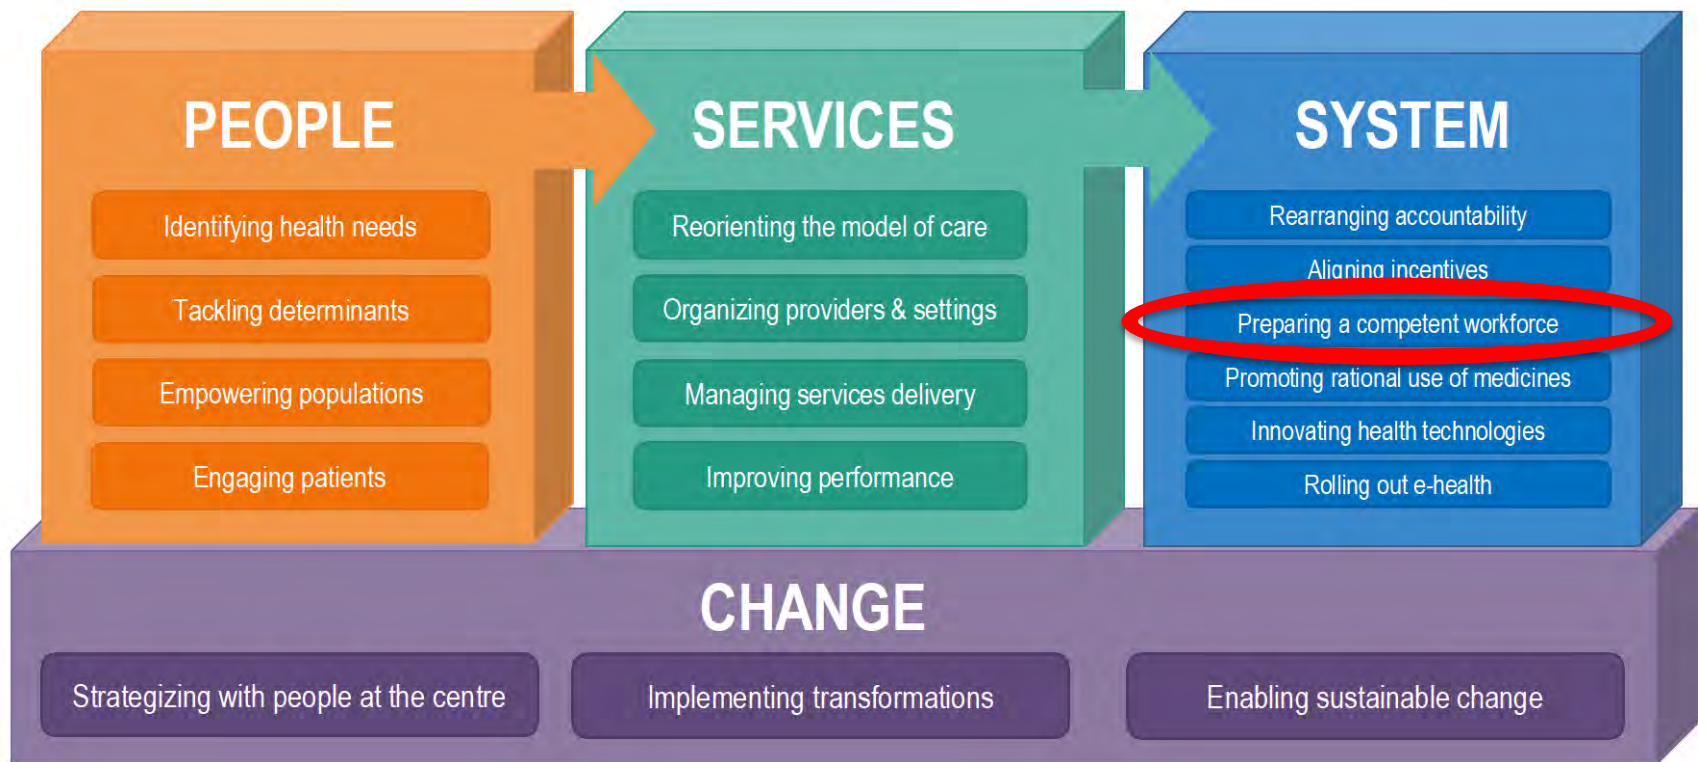 PEOPLE
Identifying health needs
Tackling determinants
Empowering populations
Engaging patients
SERVICES
Reorienting the model of care
Organizing providers & settings
Managing services delivery
Improving performance
SYSTEM
Rearranging accountability
Aligning incentives
Preparing a competent workforce
Promoting rational use of medicines
Innovating health technologies
Rolling out e-health
CHANGE
Strategizing with people at the centre
Implementing transformations
Enabling sustainable change